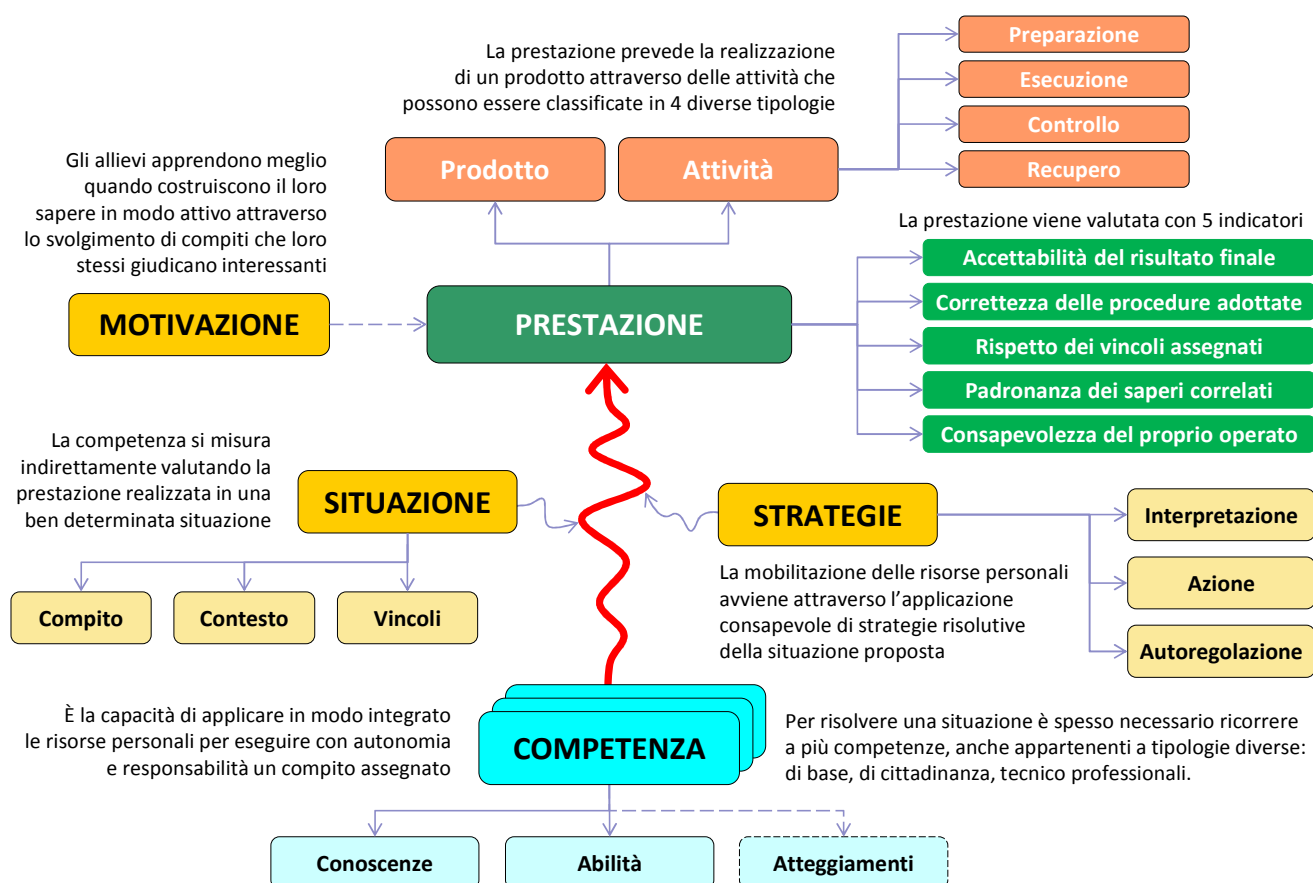 La prestazione prevede la realizzazione
di un prodotto attraverso delle attività che
possono essere classificate in 4 diverse tipologie
Preparazione
Esecuzione
Controllo
Recupero
Prodotto
Attività
Gli allievi apprendono meglio
quando costruiscono il loro
sapere in modo attivo attraverso
lo svolgimento di compiti che loro
stessi giudicano interessanti
La prestazione viene valutata con 5 indicatori
Accettabilità del risultato finale
Correttezza delle procedure adottate
Rispetto dei vincoli assegnati
Padronanza dei saperi correlati
Consapevolezza del proprio operato
MOTIVAZIONE
PRESTAZIONE
La competenza si misura
indirettamente valutando la
prestazione realizzata in una
ben determinata situazione
SITUAZIONE
STRATEGIE
Interpretazione
Azione
Autoregolazione
Compito
Contesto
Vincoli
La mobilitazione delle risorse personali
avviene attraverso l'applicazione
consapevole di strategie risolutive
della situazione proposta
È la capacità di applicare in modo integrato
le risorse personali per eseguire con autonomia
e responsabilità un compito assegnato
COMPETENZA
Per risolvere una situazione è spesso necessario ricorrere
a più competenze, anche appartenenti a tipologie diverse:
di base, di cittadinanza, tecnico professionali.
Conoscenze
Abilità
Atteggiamenti